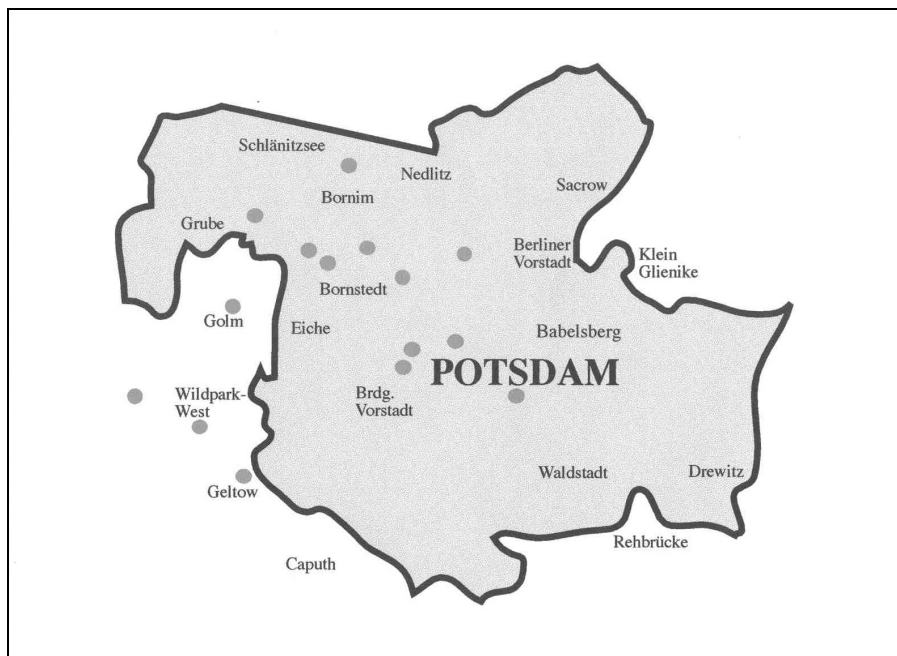 Schlänitzsee
Nedlitz
Bornim
Sacrow
Grube
Berliner
Vorstadt
Klein
Glienike
Bornstedt
Golm
Eiche
Babelsberg
POTSDAM
Wildpark-
West
Brdg.
Vorstadt
Waldstadt
Drewitz
Geltow
Rehbrücke
Caputh